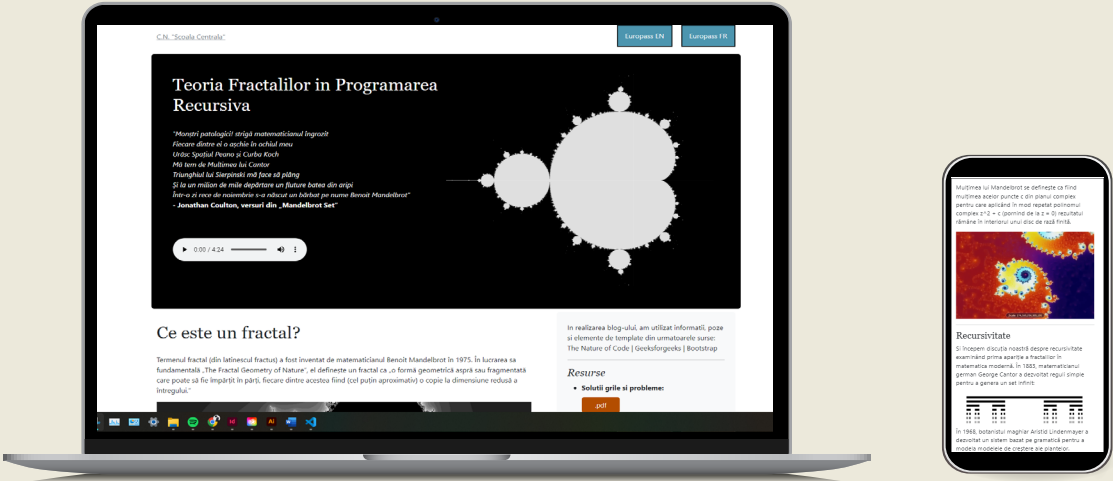 C.N. "Scoala Centrala"
Europass EN
Europass FR
Teoria Fractalilor in Programarea
Recursiva
"Monștri patologici! strigă matematicianul îngrozit
Fiecare dintre ei o așchie în ochiul meu
Urăsc Spațiul Peano și Curba Koch
Mă tem de Multimea lui Cantor
Triunghiul lui Sierpinski mă face să plâng
Și la un milion de mile depărtare un fluture batea din aripi
Într-o zi rece de noiembrie s-a născut un bărbat pe nume Benoit Mandelbrot"
- Jonathan Coulton, versuri din „Mandelbrot Set"
0:00 / 4:24
Ce este un fractal?
Termenul fractal (din latinescul fractus) a fost inventat de matematicianul Benoit Mandelbrot în 1975. În lucrarea sa
fundamentală „The Fractal Geometry of Nature", el definește un fractal ca „o formă geometrică aspră sau fragmentată
care poate să fie împărțit în părți, fiecare dintre acestea fiind (cel puțin aproximativ) o copie la dimensiune redusă a
întregului."
In realizarea blog-ului, am utilizat informatii, poze
si elemente de template din urmatoarele surse:
The Nature of Code | Geeksforgeeks | Bootstrap
Resurse
• Solutii grile si probleme:
.pdf
Mulțimea lui Mandelbrot se definește ca fiind
mulțimea acelor puncte c din planul complex
pentru care aplicând în mod repetat polinomul
complex z^2 + c (pornind de la z = 0) rezultatul
rămâne în interiorul unui disc de rază finită.
Recursivitate
Si începem discuția noastră despre recursivitate
examinând prima apariție a fractalilor în
matematica modernă. În 1883, matematicianul
german George Cantor a dezvoltat reguli simple
pentru a genera un set infinit:
În 1968, botanistul maghiar Aristid Lindenmayer a
dezvoltat un sistem bazat pe gramatică pentru a
modela modelele de creștere ale plantelor.